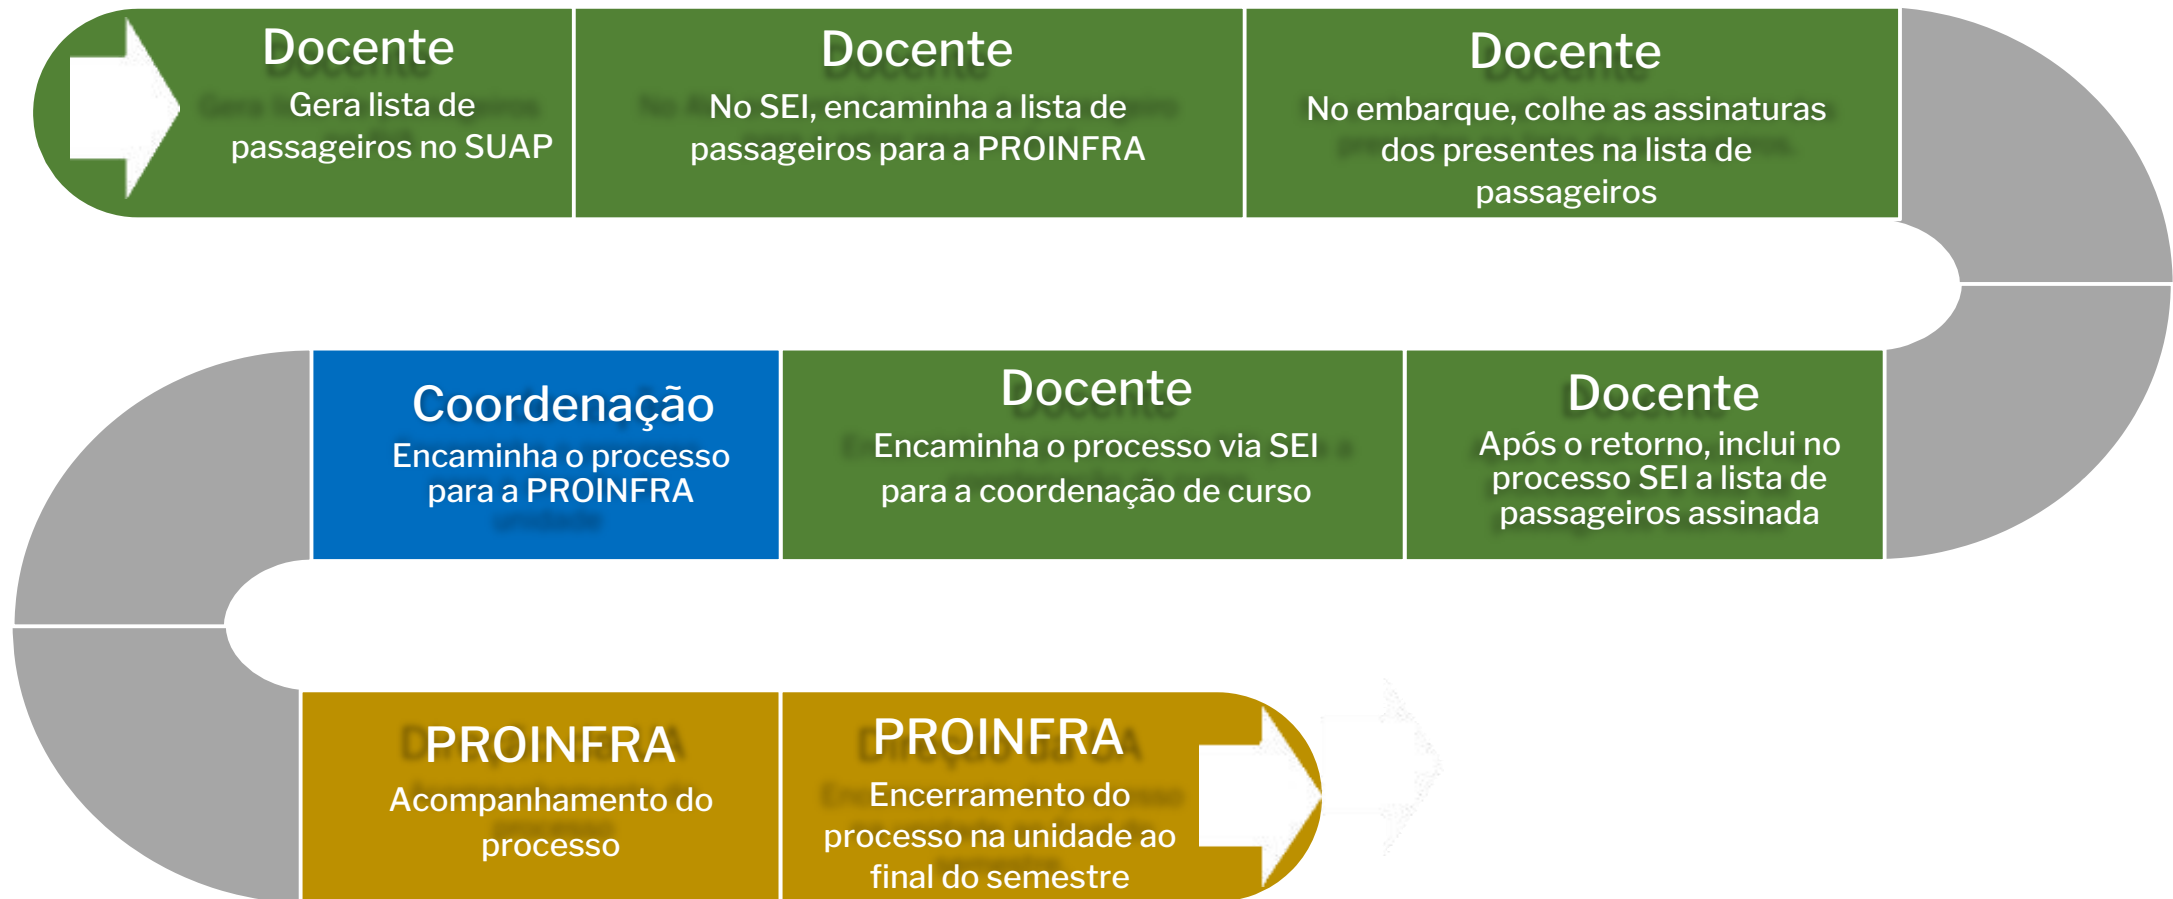 Docente
Gera lista de
passageiros no SUAP
Docente
No SEI, encaminha a lista de
passageiros para a PROINFRA
Docente
No embarque, colhe as assinaturas
dos presentes na lista de
passageiros
Docente
Após o retorno, inclui no
processo SEI a lista de
passageiros assinada
Docente
Encaminha o processo via SEI
para a coordenação de curso
Coordenação
Encaminha o processo
para a PROINFRA
PROINFRA
Acompanhamento do
processo
PROINFRA
Encerramento do
processo na unidade ao
final do semestre